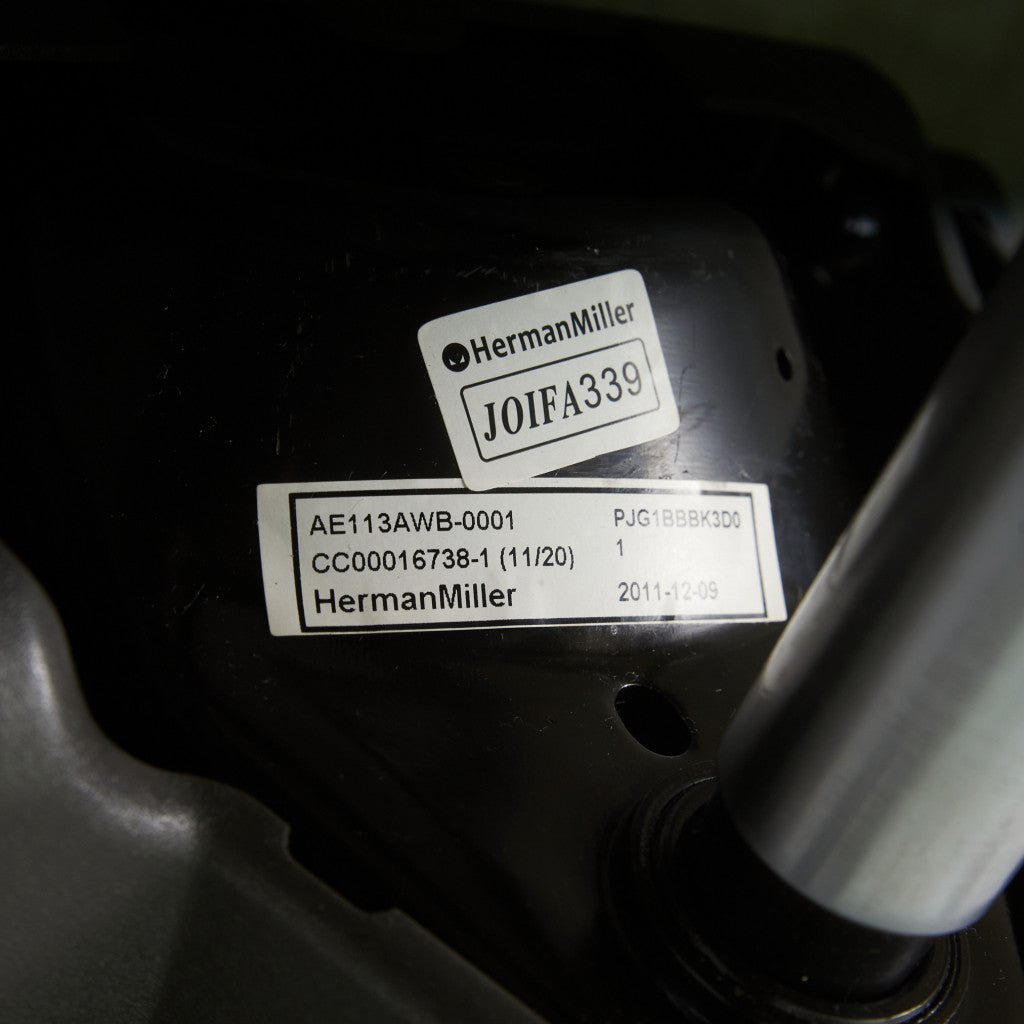 HermanMiller
JOIFA339
AE113AWB-0001
PJG1BBBK3D0
CC00016738-1 (11/20)
1
HermanMiller
2011-12-09